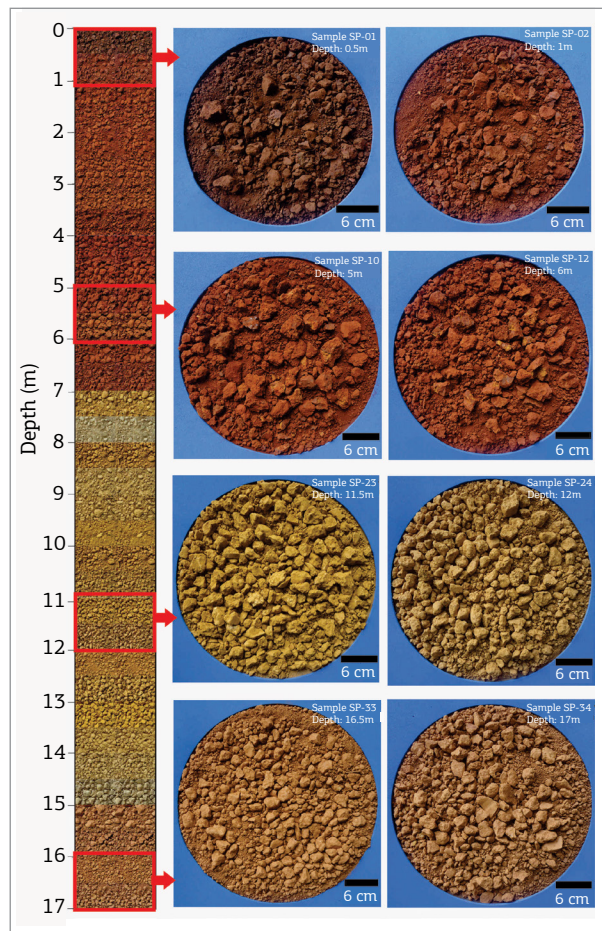 Depth (m)
0
1
2
3
4
5
6
7
8
9
10
11
12
13
14
15
16
17
Sample SP-01
Depth: 0.5m
6 cm
Sample SP-02
Depth: 1m
6 cm
Sample SP-10
Depth: 5m
6 cm
Sample SP-12
Depth: 6m
6 cm
Sample SP-23
Depth: 11.5m
6 cm
Sample SP-24
Depth: 12m
6 cm
Sample SP-33
Depth: 16.5m
6 cm
Sample SP-34
Depth: 17m
6 cm